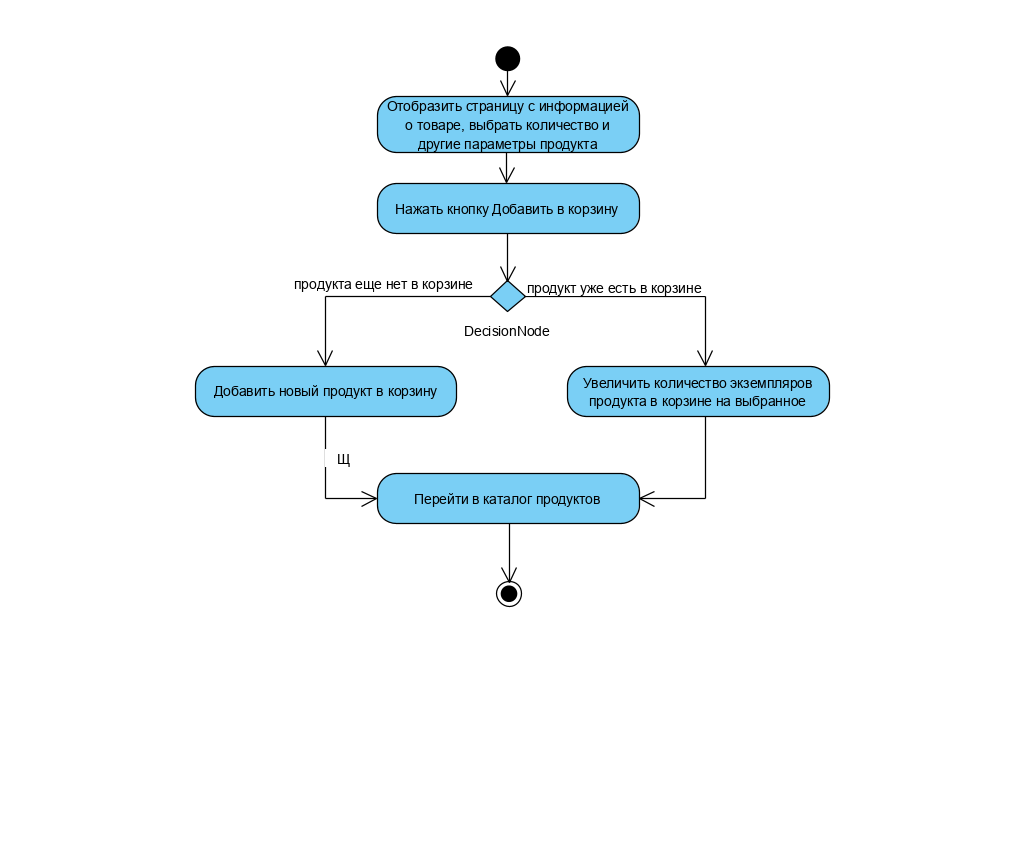 Отобразить страницу с информацией
о товаре, выбрать количество и
другие параметры продукта
Нажать кнопку Добавить в корзину
продукта еще нет в корзине
продукт уже есть в корзине
DecisionNode
Добавить новый продукт в корзину
Увеличить количество экземпляров
продукта в корзине на выбранное
Щ
Перейти в каталог продуктов